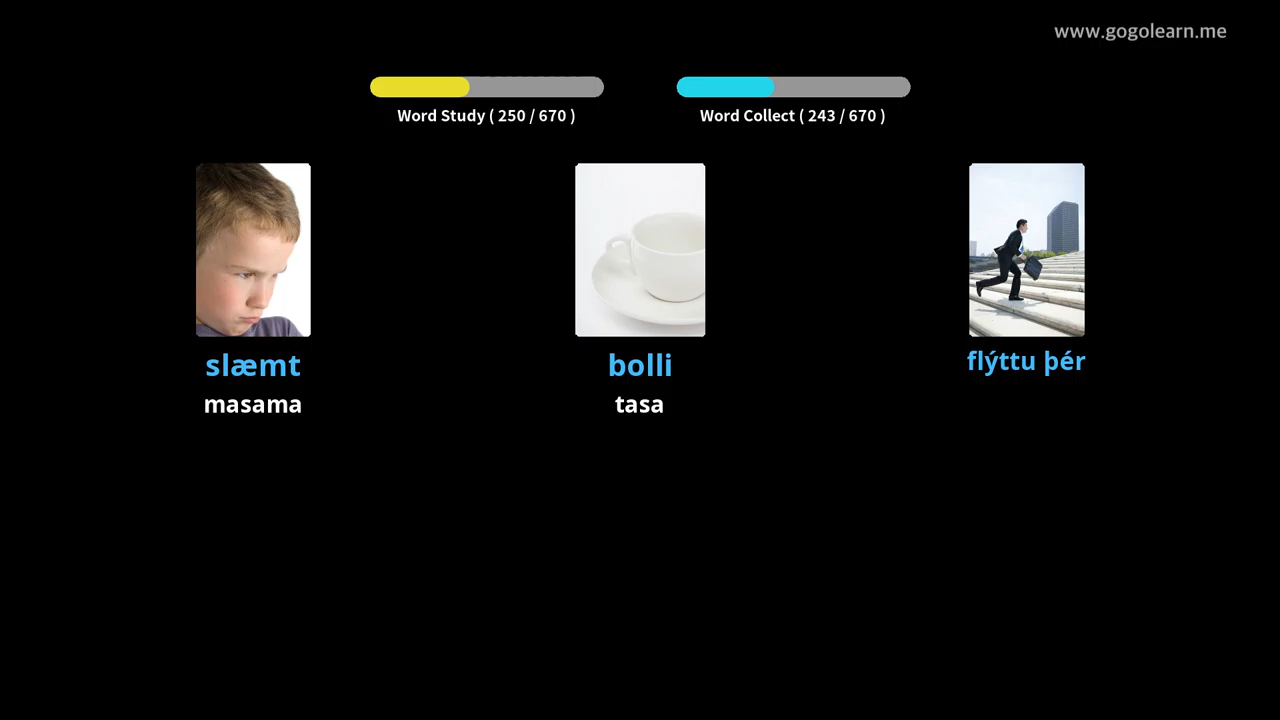 www.gogolearn.me
Word Study ( 250 / 670 )
Word Collect ( 243 / 670 )
slæmt
masama
bolli
tasa
flýttu þér